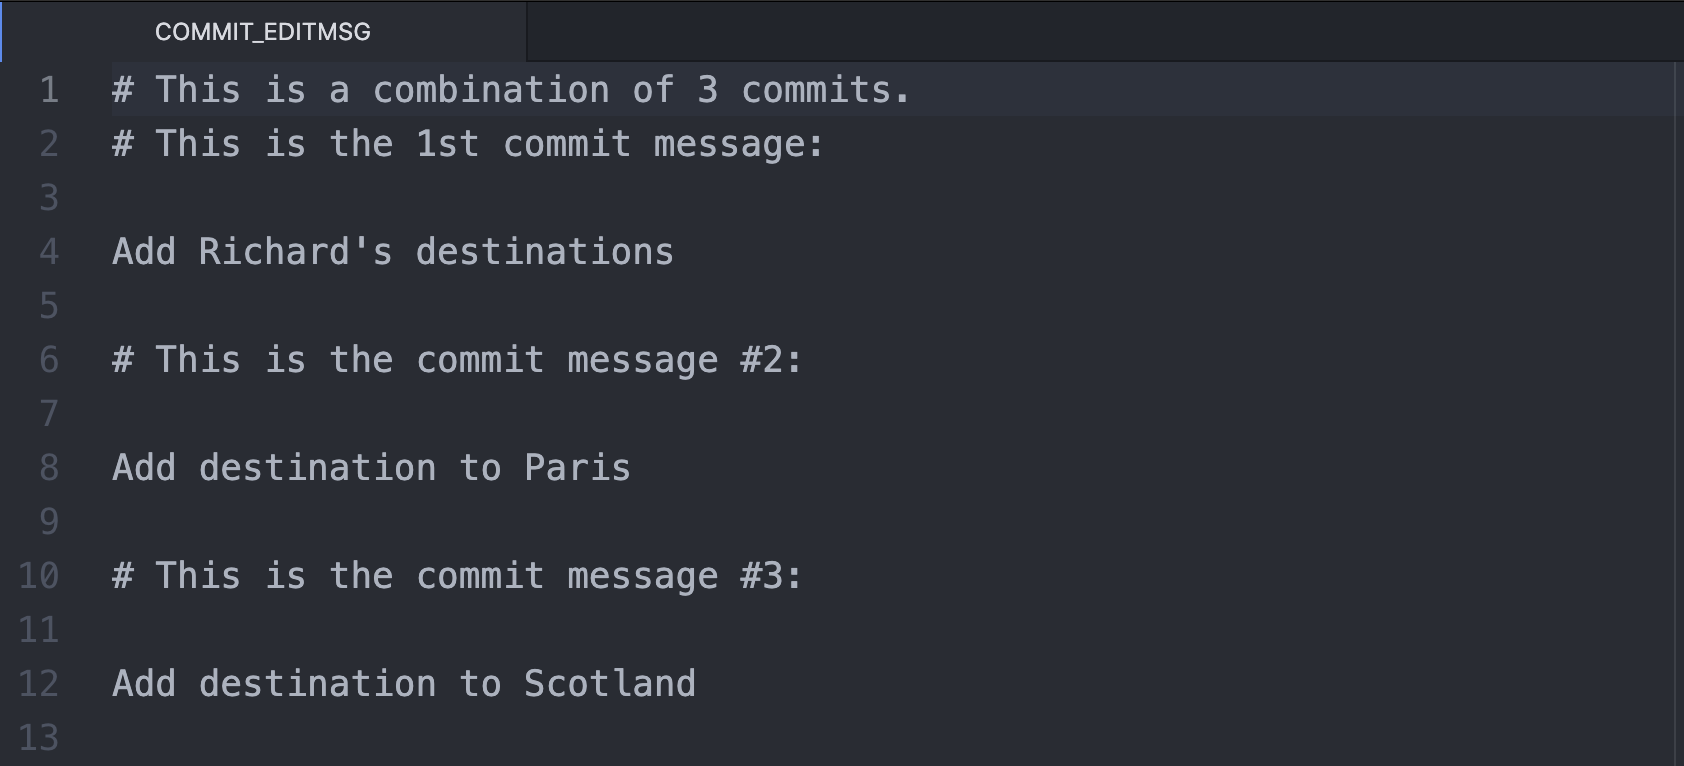 COMMIT_EDITMSG
1 # This is a combination of 3 commits.
2 # This is the 1st commit message:
3
4 Add Richard's destinations
5
6 # This is the commit message #2:
7
8 Add destination to Paris
9
10 # This is the commit message #3:
11
12 Add destination to Scotland
13